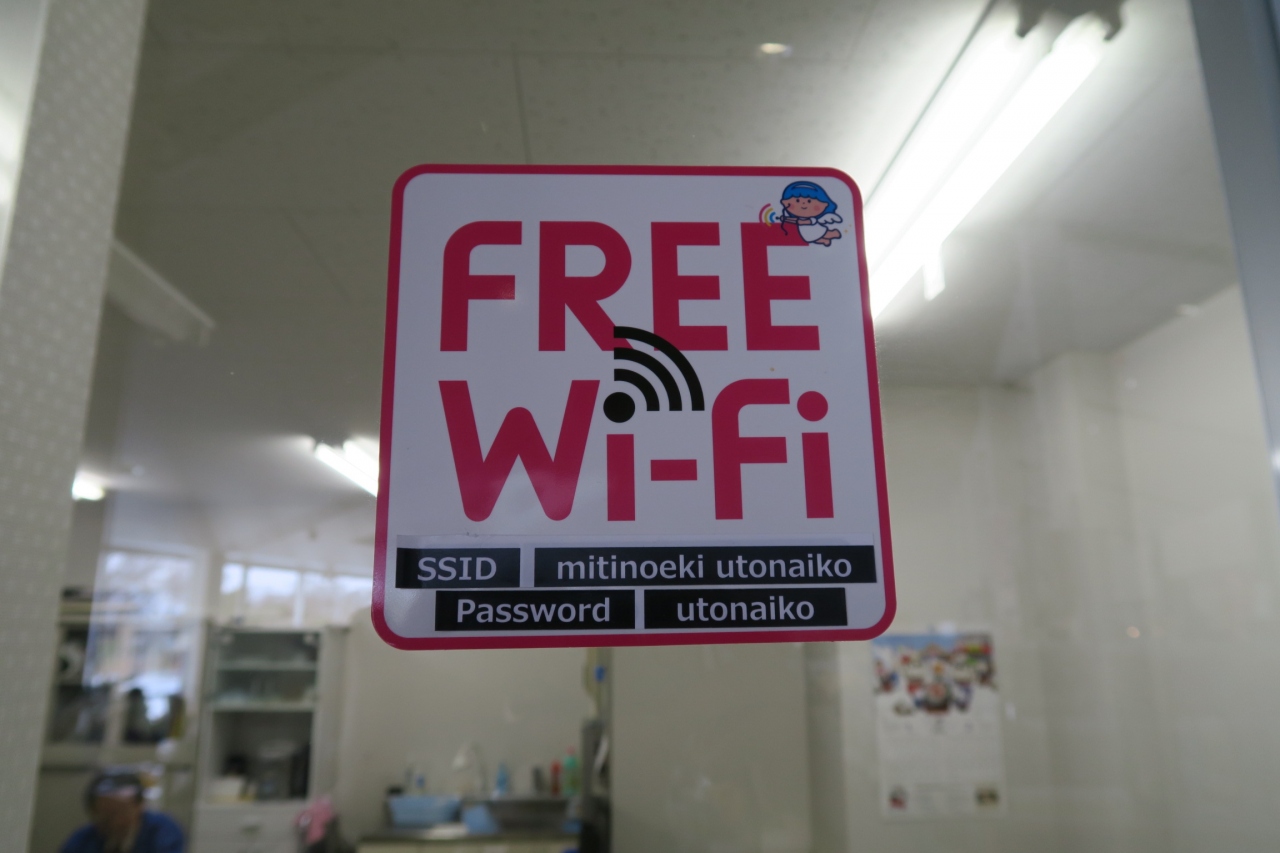 FREE
Wi-Fi
SSID mitinoeki utonaiko
Password utonaiko